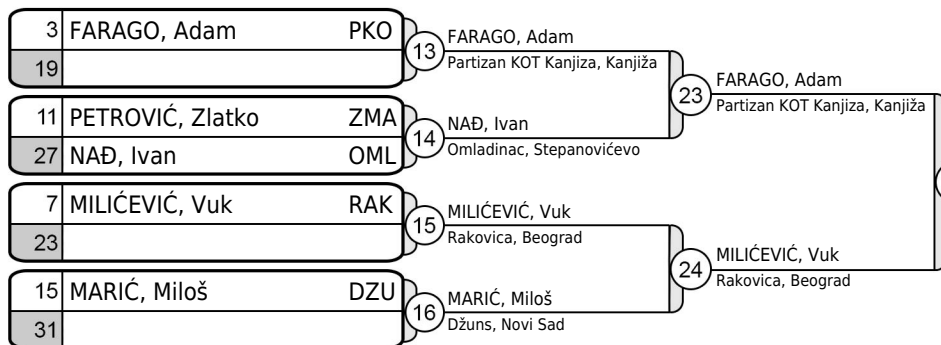 3 FARAGO, Adam PKO
19
13
FARAGO, Adam
Partizan KOT Kanjiza, Kanjiža
11 PETROVIĆ, Zlatko ZMA
27 NAĐ, Ivan OML
14
NAĐ, Ivan
Omladinac, Stepanovićevo
23
FARAGO, Adam
Partizan KOT Kanjiza, Kanjiža
7 MILIĆEVIĆ, Vuk RAK
23
15
MILIĆEVIĆ, Vuk
Rakovica, Beograd
15 MARIĆ, Miloš DZU
31
16
MARIĆ, Miloš
Džuns, Novi Sad
24
MILIĆEVIĆ, Vuk
Rakovica, Beograd